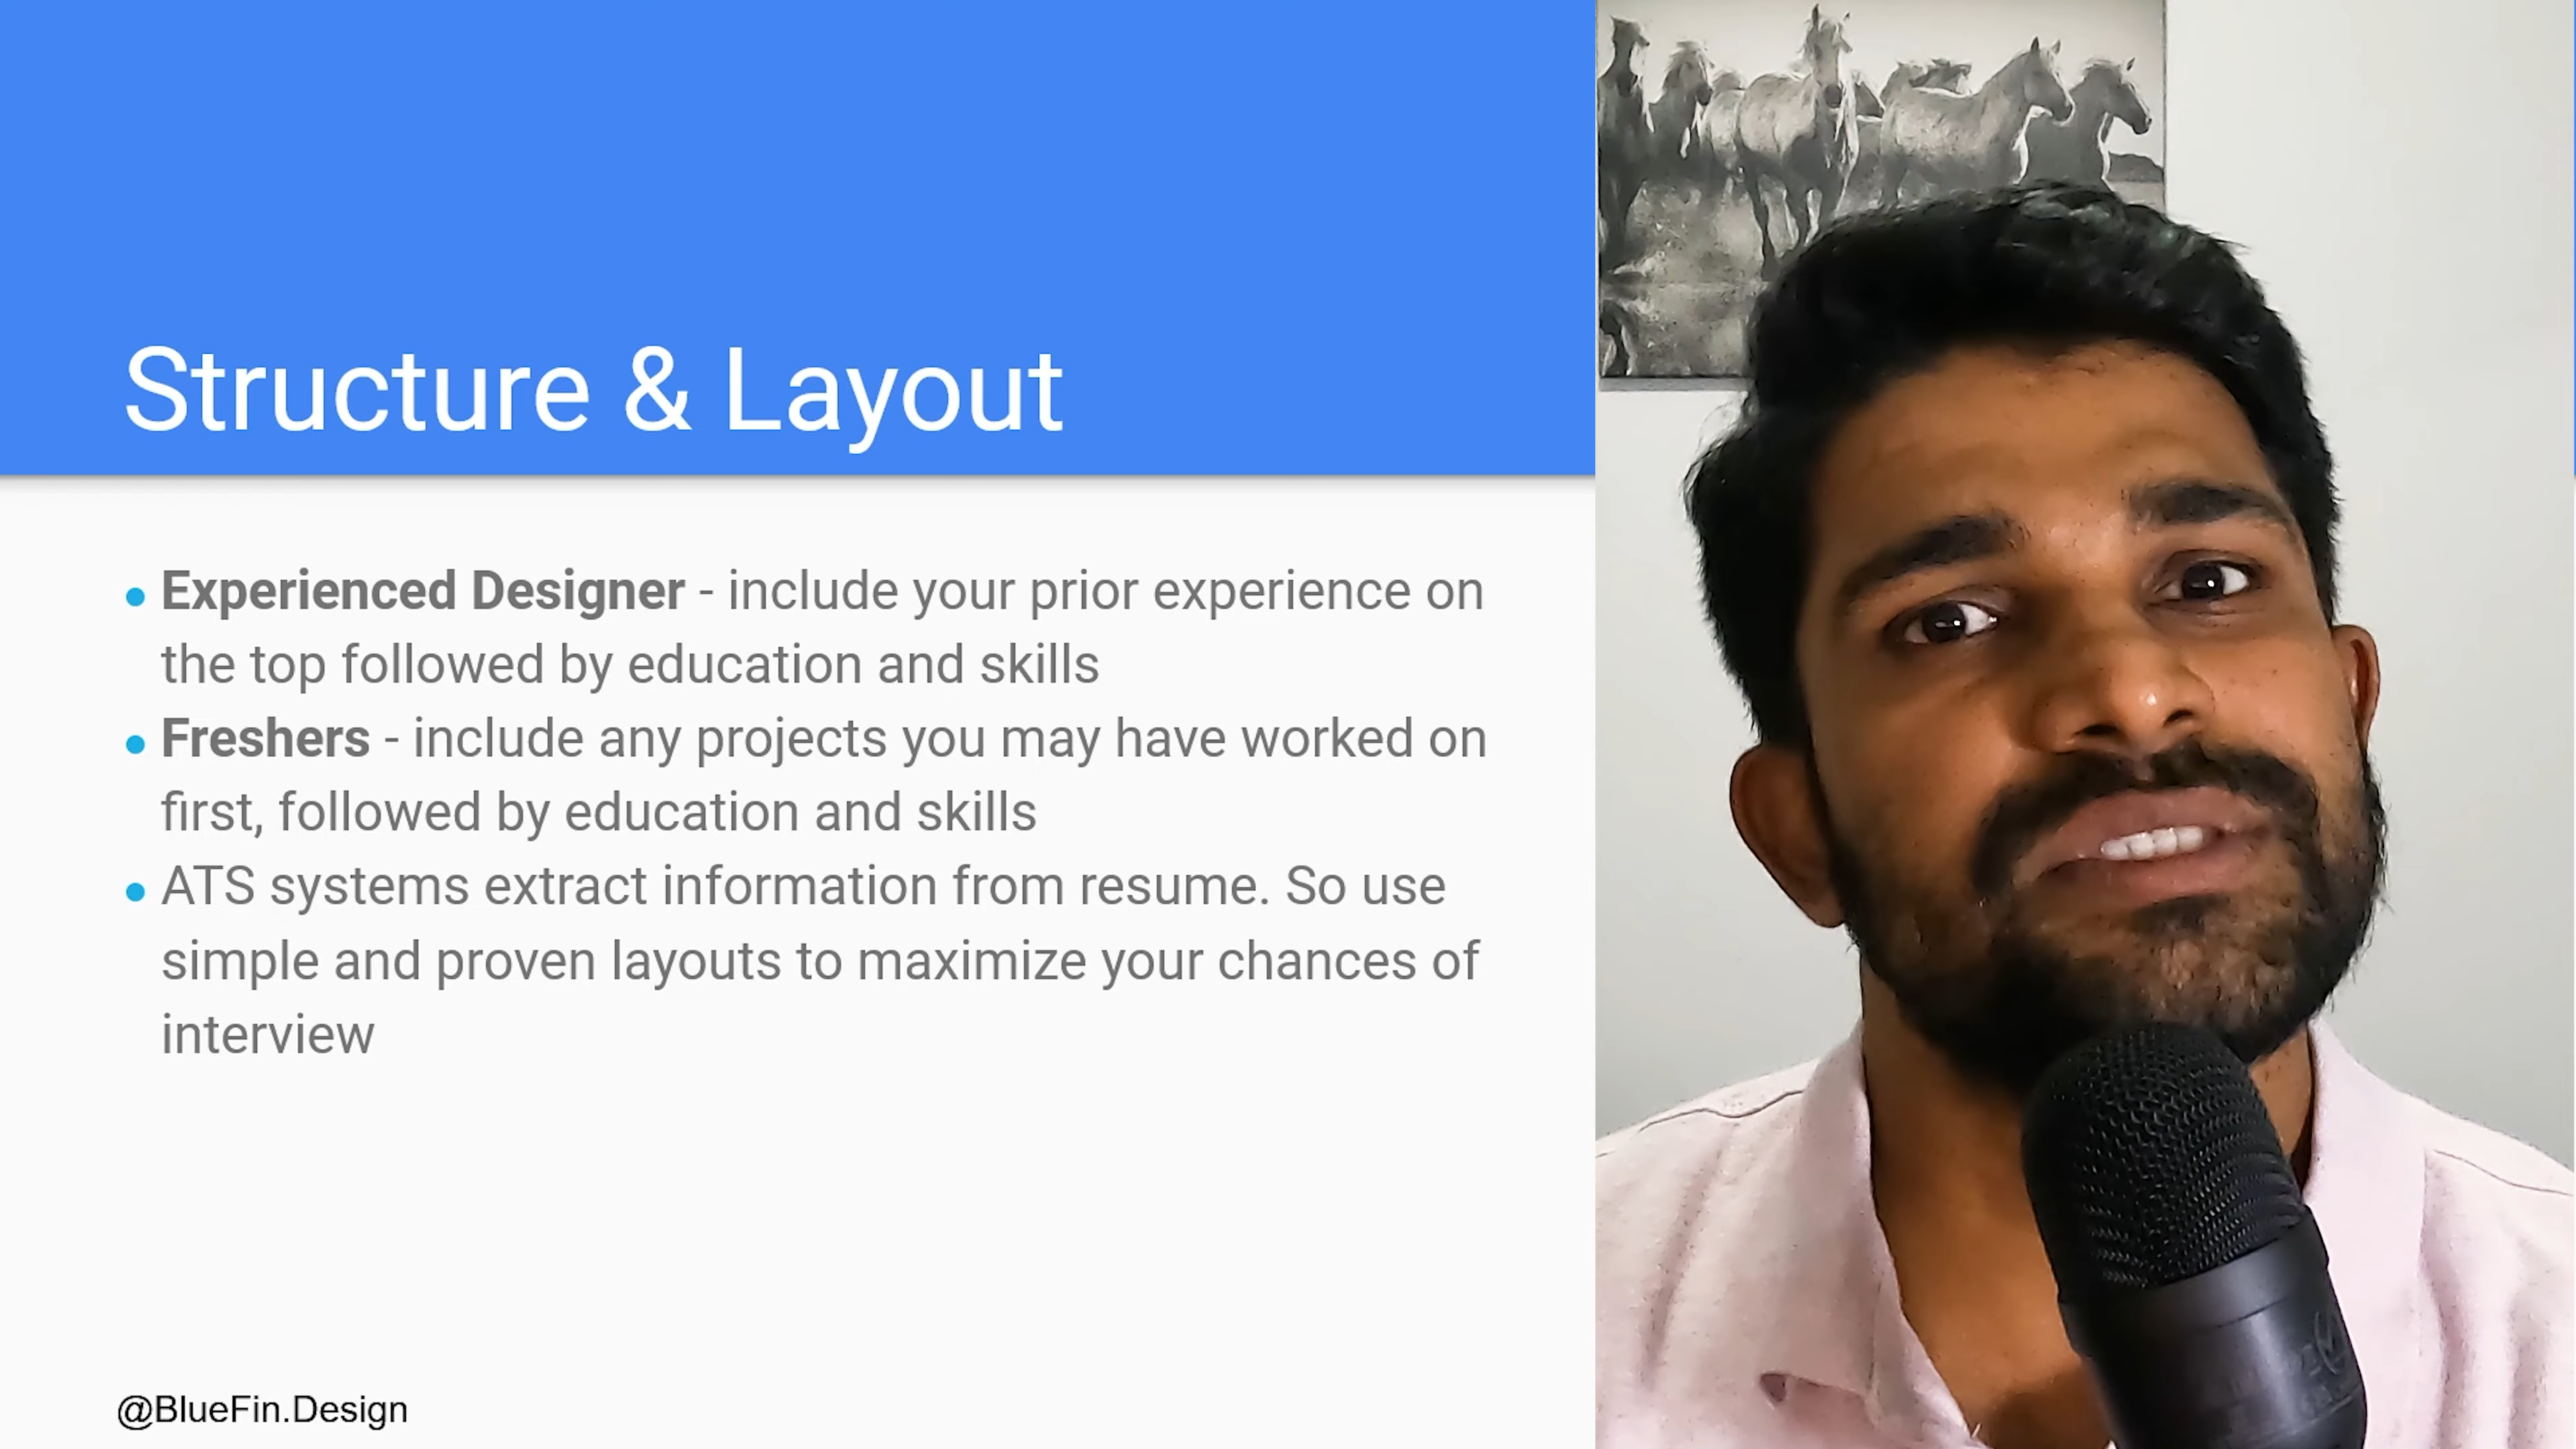 Structure & Layout
Experienced Designer - include your prior experience on
the top followed by education and skills
Freshers - include any projects you may have worked on
first, followed by education and skills
ATS systems extract information from resume. So use
simple and proven layouts to maximize your chances of
interview
@BlueFin.Design